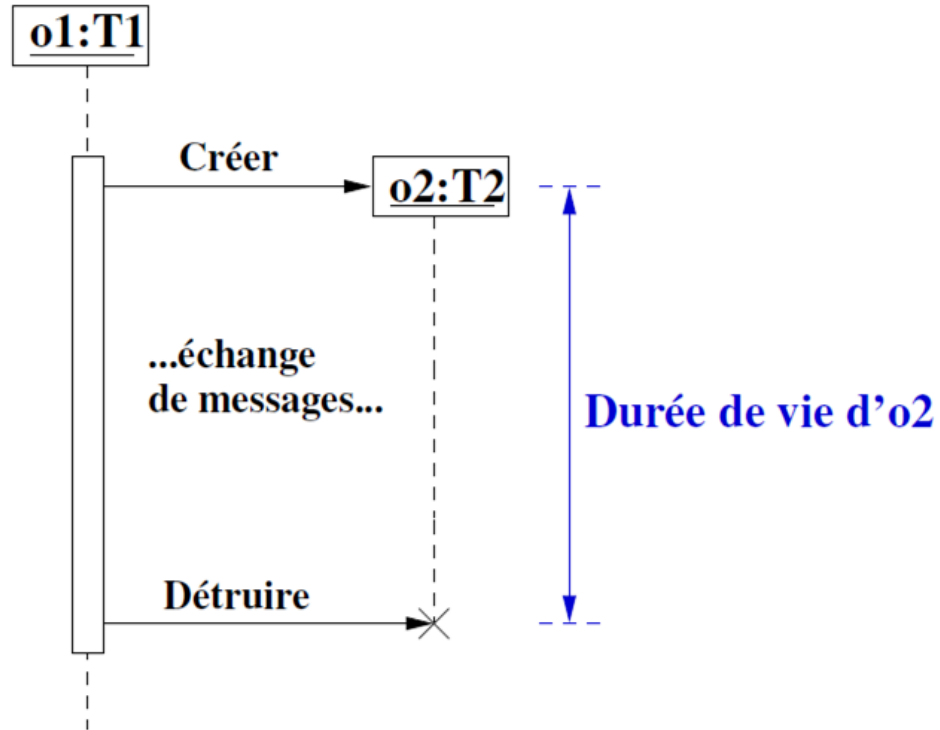 o1:T1
Créer
o2:T2
...échange
de messages...
Durée de vie d’o2
Détruire